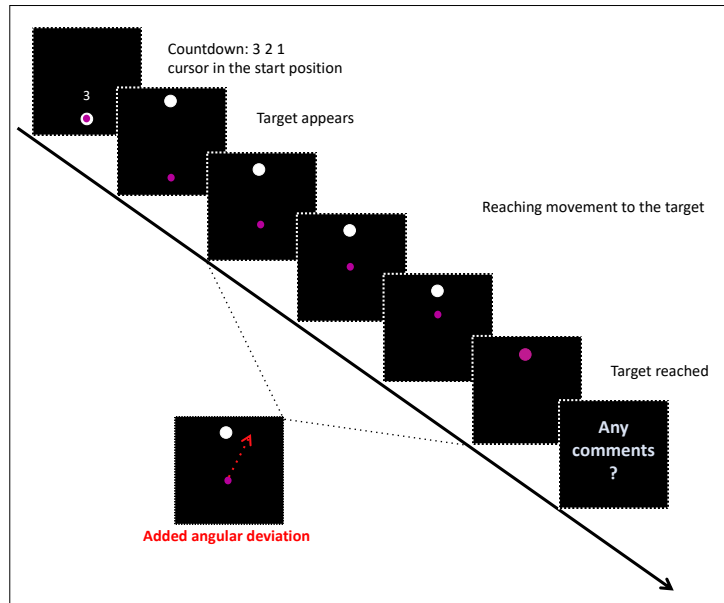 Countdown: 3 2 1
cursor in the start position
3
Target appears
Reaching movement to the target
Target reached
Any
comments
?
Added angular deviation